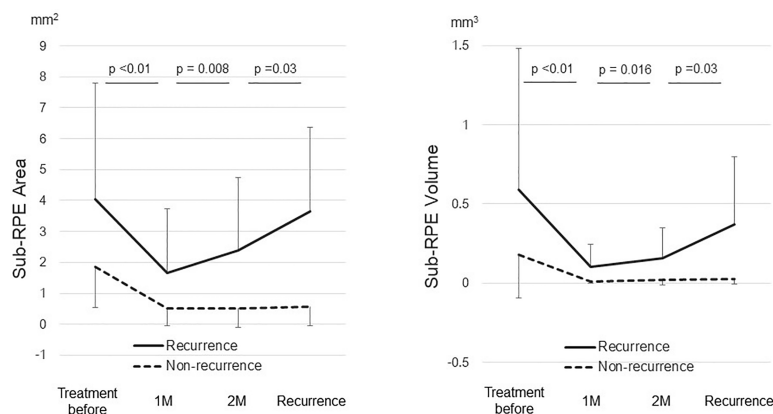 mm²
9
8
7
6
5
4
3
2
1
0
-1
Sub-RPE Area
p <0.01
p = 0.008
p =0.03
Recurrence
Non-recurrence
Treatment
before
1M
2M
Recurrence
mm³
1.5
1
0.5
0
-0.5
Sub-RPE Volume
p <0.01
p = 0.016
p =0.03
Recurrence
Non-recurrence
Treatment
before
1M
2M
Recurrence